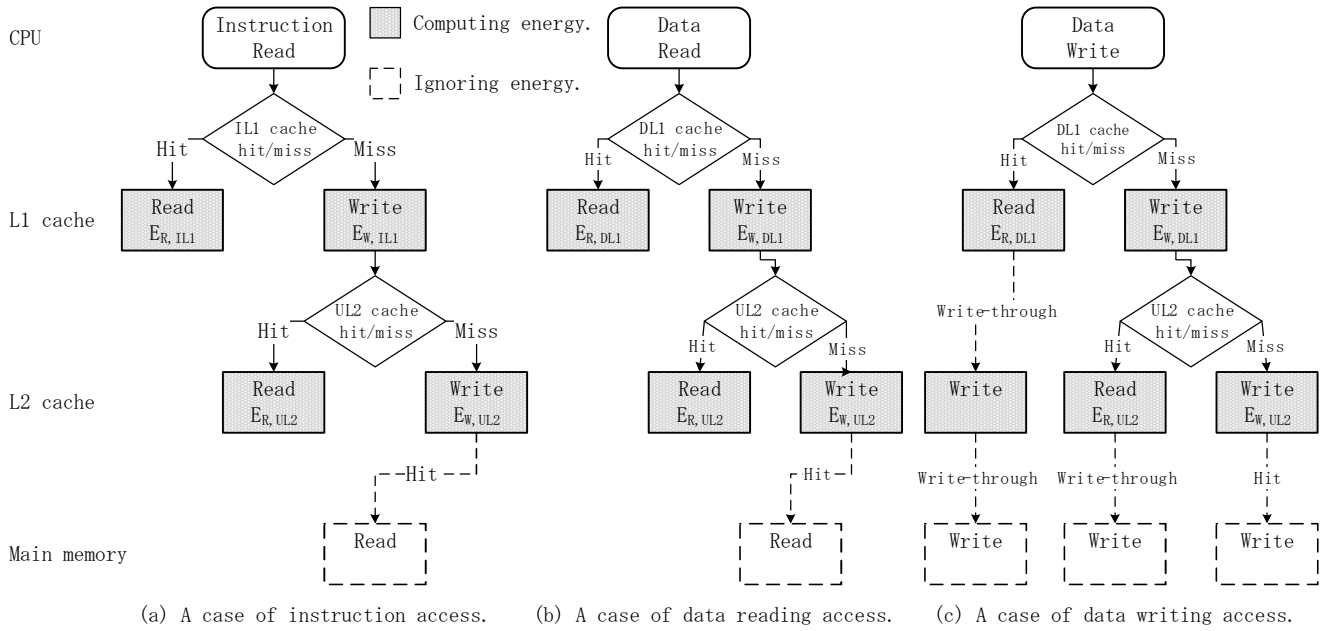 CPU
Instruction
Read
Computing energy.
Ignoring energy.
IL1 cache
hit/miss
Hit
Miss
L1 cache
Read
E_R,IL1
Write
E_W,IL1
UL2 cache
hit/miss
Hit
Miss
L2 cache
Read
E_R,UL2
Write
E_W,UL2
Hit
Main memory
Read
(a) A case of instruction access.
Data
Read
DL1 cache
hit/miss
Hit
Miss
Read
E_R,DL1
Write
E_W,DL1
UL2 cache
hit/miss
Hit
Miss
Read
E_R,UL2
Write
E_W,UL2
Hit
Read
(b) A case of data reading access.
Data
Write
DL1 cache
hit/miss
Hit
Miss
Read
E_R,DL1
Write
E_W,DL1
Write-through
UL2 cache
hit/miss
Hit
Miss
Write
Read
E_R,UL2
Write
E_W,UL2
Write-through
Write-through
Hit
Write
Write
Write
(c) A case of data writing access.